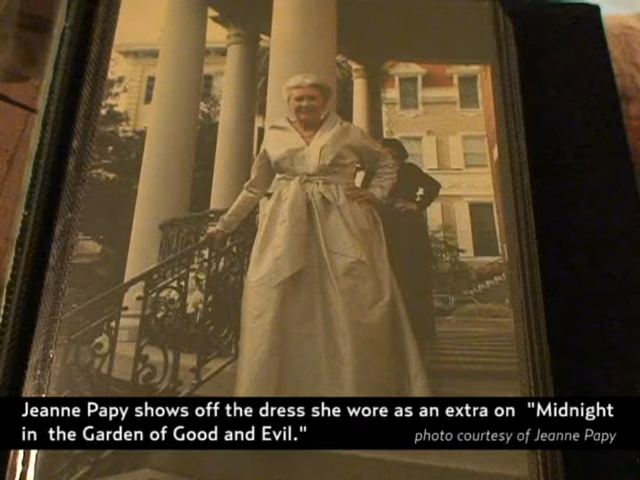 Jeanne Papy shows off the dress she wore as an extra on "Midnight
in the Garden of Good and Evil."
photo courtesy of Jeanne Papy